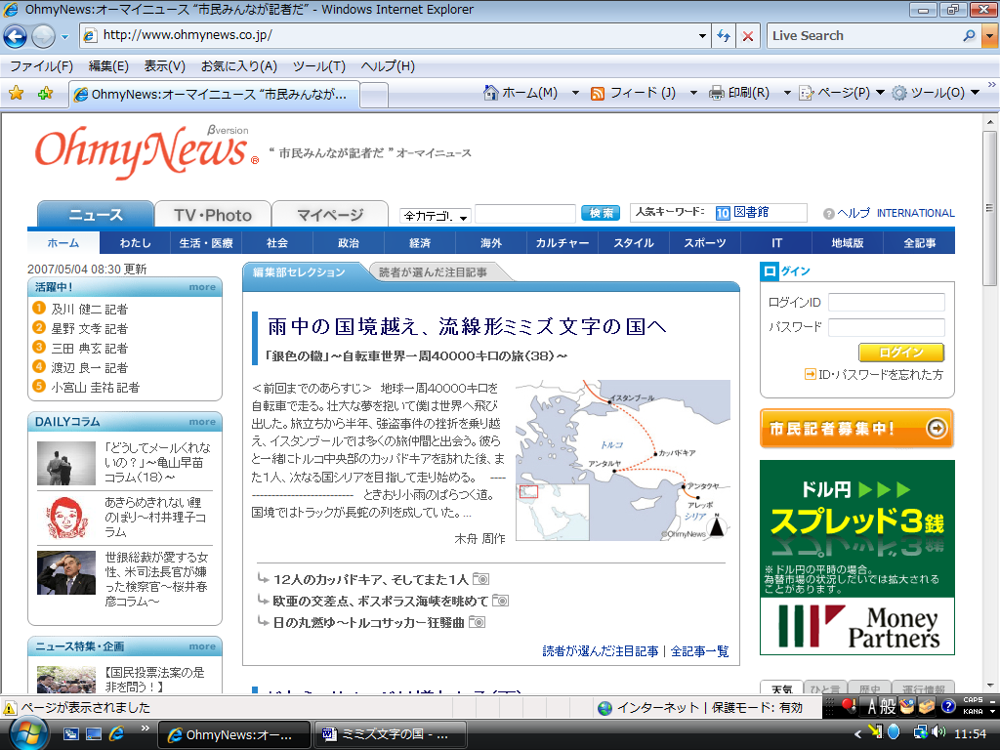 OhmyNews:オーマイニュース “市民みんなが記者だ” - Windows Internet Explorer
http://www.ohmynews.co.jp/
Live Search
ファイル(F) 編集(E) 表示(V) お気に入り(A) ツール(T) ヘルプ(H)
OhmyNews:オーマイニュース “市民みんなが...
ホーム(M) フィード (J) 印刷(R) ページ(P) ツール(O)
βversion
OhmyNews
“ 市民みんなが記者だ ” オーマイニュース
ニュース TV・Photo マイページ
全カテゴリ. 検索 人気キーワード: 10 図書館 ヘルプ INTERNATIONAL
ホーム わたし 生活・医療 社会 政治 経済 海外 カルチャー スタイル スポーツ IT 地域版 全記事
2007/05/04 08:30 更新
活躍中! more
1 及川 健二 記者
2 星野 文孝 記者
3 三田 典玄 記者
4 渡辺 良一 記者
5 小宮山 圭祐 記者
DAILYコラム more
「どうしてメールくれないの?」~亀山早苗コラム(18)~
あきらめきれない鯉のぼり~村井理子コラム
世銀総裁が愛する女性、米司法長官が嫌った検察官~桜井春彦コラム~
ニュース特集・企画 more
【国民投票法案の是非を問う!】
編集部セレクション 読者が選んだ注目記事
雨中の国境越え、流線形ミミズ文字の国へ
「銀色の轍」~自転車世界一周40000キロの旅(38)~
<前回までのあらすじ> 地球一周40000キロを
自転車で走る。壮大な夢を抱いて僕は世界へ飛び
出した。旅立ちから半年、強盗事件の挫折を乗り越
え、イスタンブールでは多くの旅仲間と出会う。彼ら
と一緒にトルコ中央部のカッパドキアを訪れた後、ま
た1人、次なる国シリアを目指して走り始める。 ----
-------------------------- ときおり小雨のぱらつく道。
国境ではトラックが長蛇の列を成していた。...
木舟 周作
イスタンブール
トルコ
カッパドキア
アンタルヤ
アンタクヤ
アレッポ
シリア
N
©OhmyNews
12人のカッパドキア、そしてまた1人
欧亜の交差点、ボスポラス海峡を眺めて
日の丸燃ゆ~トルコサッカー狂騒曲
読者が選んだ注目記事 | 全記事一覧
ログイン
ログインID
パスワード
ログイン
ID・パスワードを忘れた方
市民記者募集中!
ドル円
スプレッド3銭
※ドル円の平時の場合。
為替市場の状況しだいでは拡大される
ことがあります。
Money
Partners
天気 ひと言 歴史 運行情報
ページが表示されました
インターネット | 保護モード: 有効
A 般 CAPS KANA
OhmyNews:オー...
ミミズ文字の国 - ...
11:54